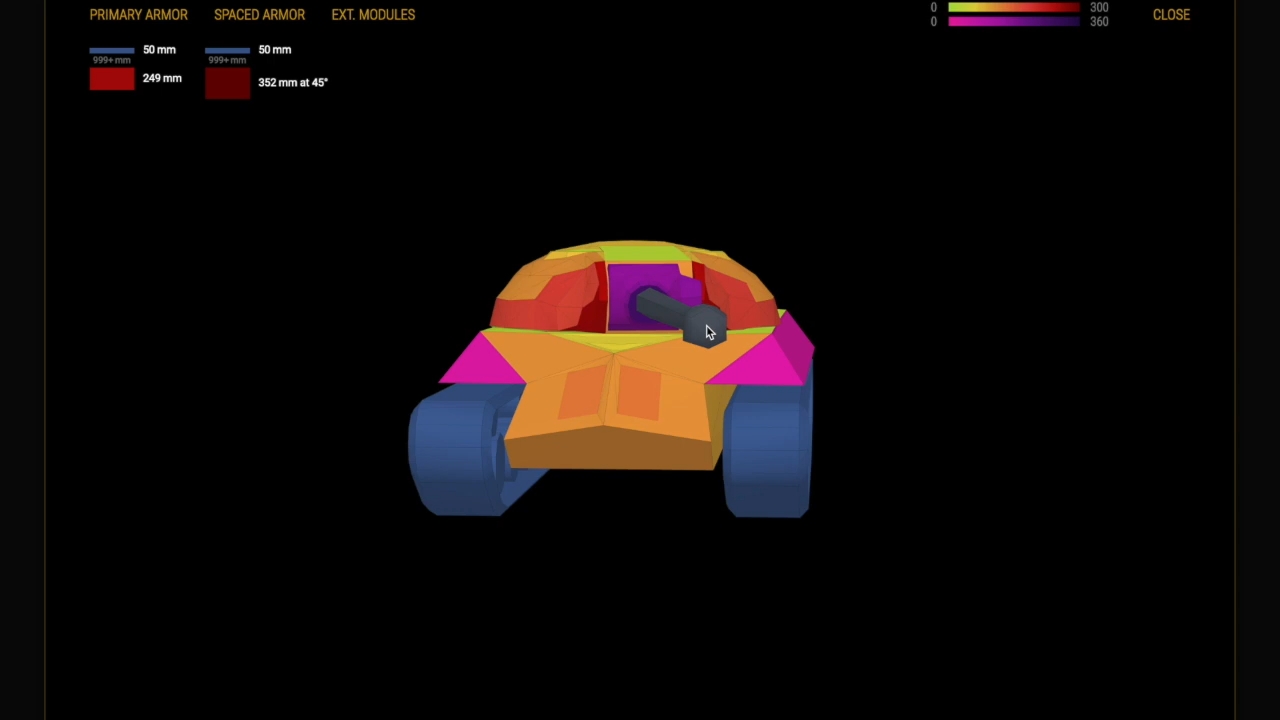 PRIMARY ARMOR SPACED ARMOR EXT. MODULES 0 300 CLOSE
0 360
50 mm 50 mm
999+ mm 999+ mm
249 mm 352 mm at 45°